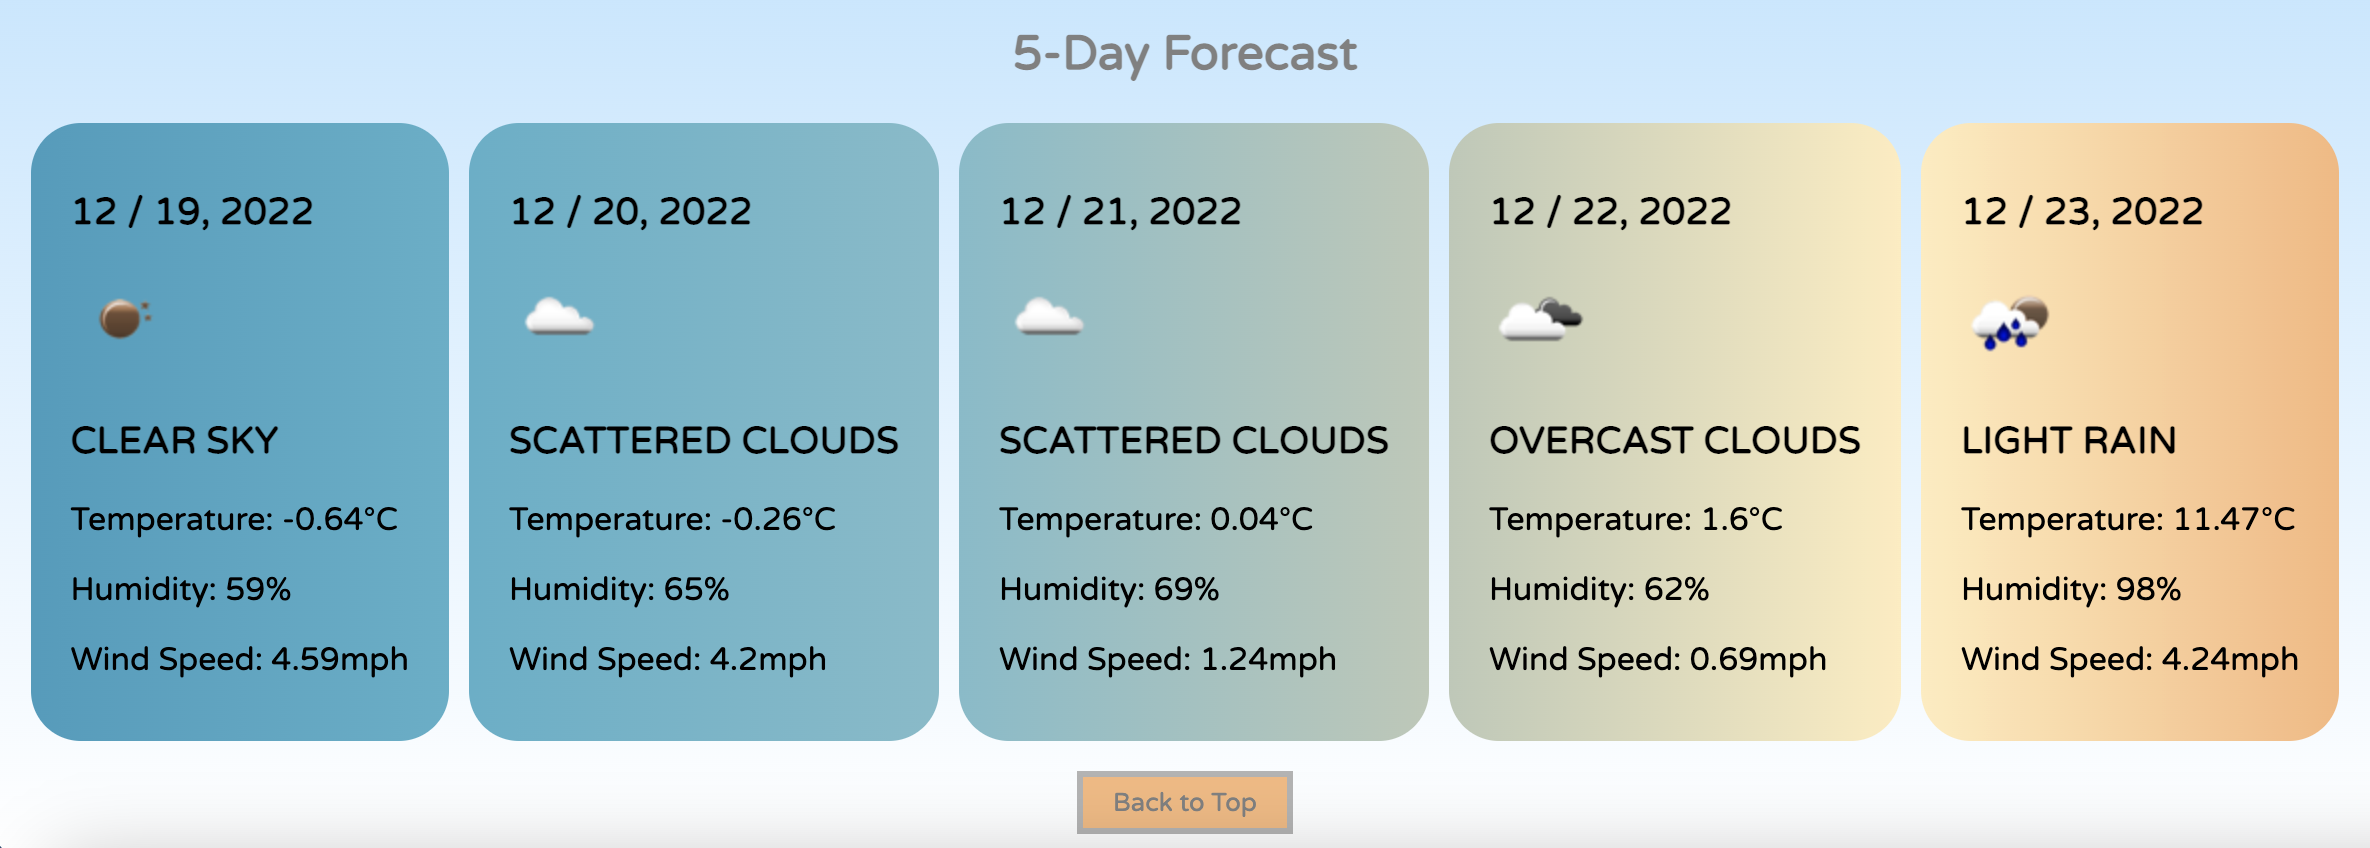 5-Day Forecast
12 / 19, 2022
CLEAR SKY
Temperature: -0.64°C
Humidity: 59%
Wind Speed: 4.59mph
12 / 20, 2022
SCATTERED CLOUDS
Temperature: -0.26°C
Humidity: 65%
Wind Speed: 4.2mph
12 / 21, 2022
SCATTERED CLOUDS
Temperature: 0.04°C
Humidity: 69%
Wind Speed: 1.24mph
12 / 22, 2022
OVERCAST CLOUDS
Temperature: 1.6°C
Humidity: 62%
Wind Speed: 0.69mph
12 / 23, 2022
LIGHT RAIN
Temperature: 11.47°C
Humidity: 98%
Wind Speed: 4.24mph
Back to Top